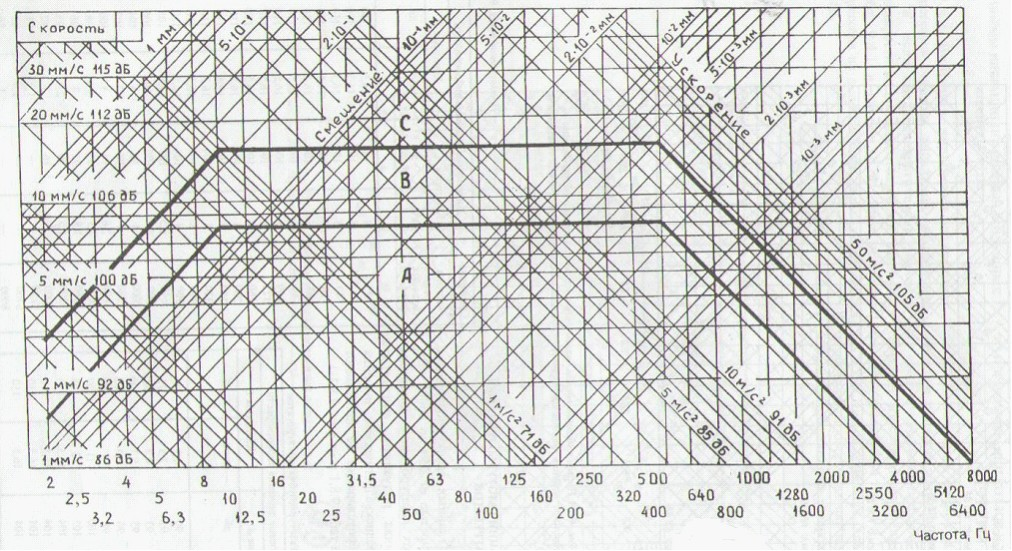 Скорость
1 мм
5·10⁻¹
2·10⁻¹
10⁻¹ мм
5·10⁻²
2·10⁻² мм
10⁻² мм
5·10⁻³ мм
2·10⁻³ мм
10⁻³ мм
Смещение
Ускорение
30 мм/с 115 дБ
20 мм/с 112 дБ
10 мм/с 106 дБ
5 мм/с 100 дБ
2 мм/с 92 дБ
1 мм/с 86 дБ
С
В
А
50 м/с² 105 дБ
10 м/с² 91 дБ
5 м/с² 85 дБ
1 м/с² 71 дБ
2 4 8 16 31,5 63 125 250 500 1000 2000 4000 8000
2,5 5 10 20 40 80 160 320 640 1280 2550 5120
3,2 6,3 12,5 25 50 100 200 400 800 1600 3200 6400
Частота, Гц